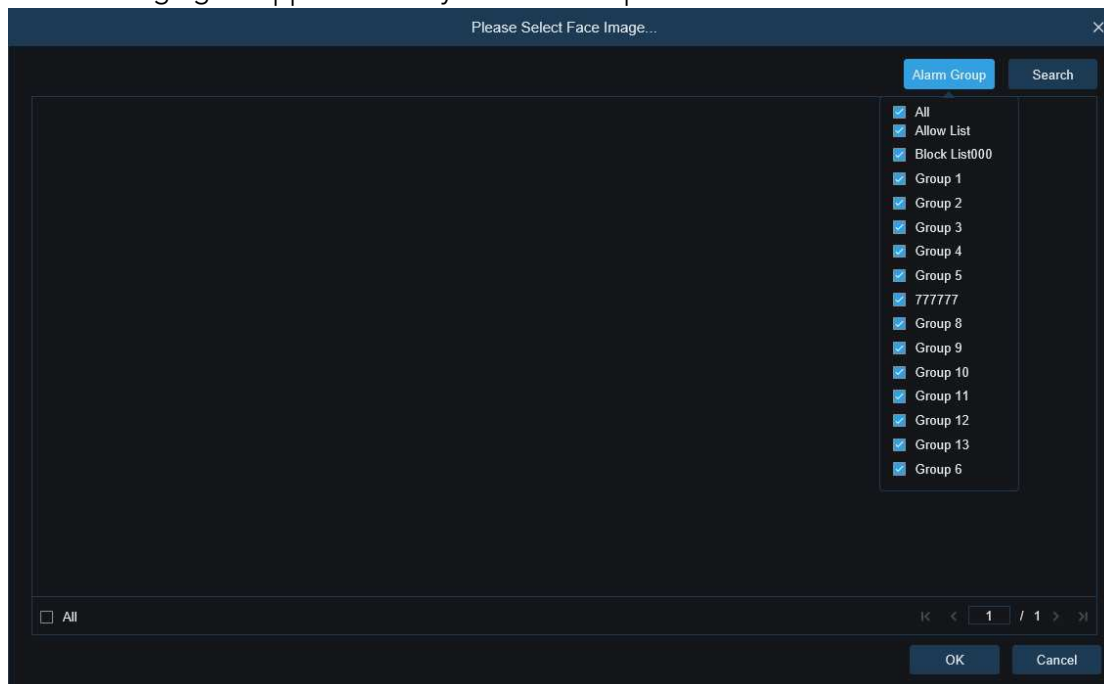 Please Select Face Image...
Alarm Group Search
All
Allow List
Block List000
Group 1
Group 2
Group 3
Group 4
Group 5
777777
Group 8
Group 9
Group 10
Group 11
Group 12
Group 13
Group 6
All 1 / 1
OK Cancel